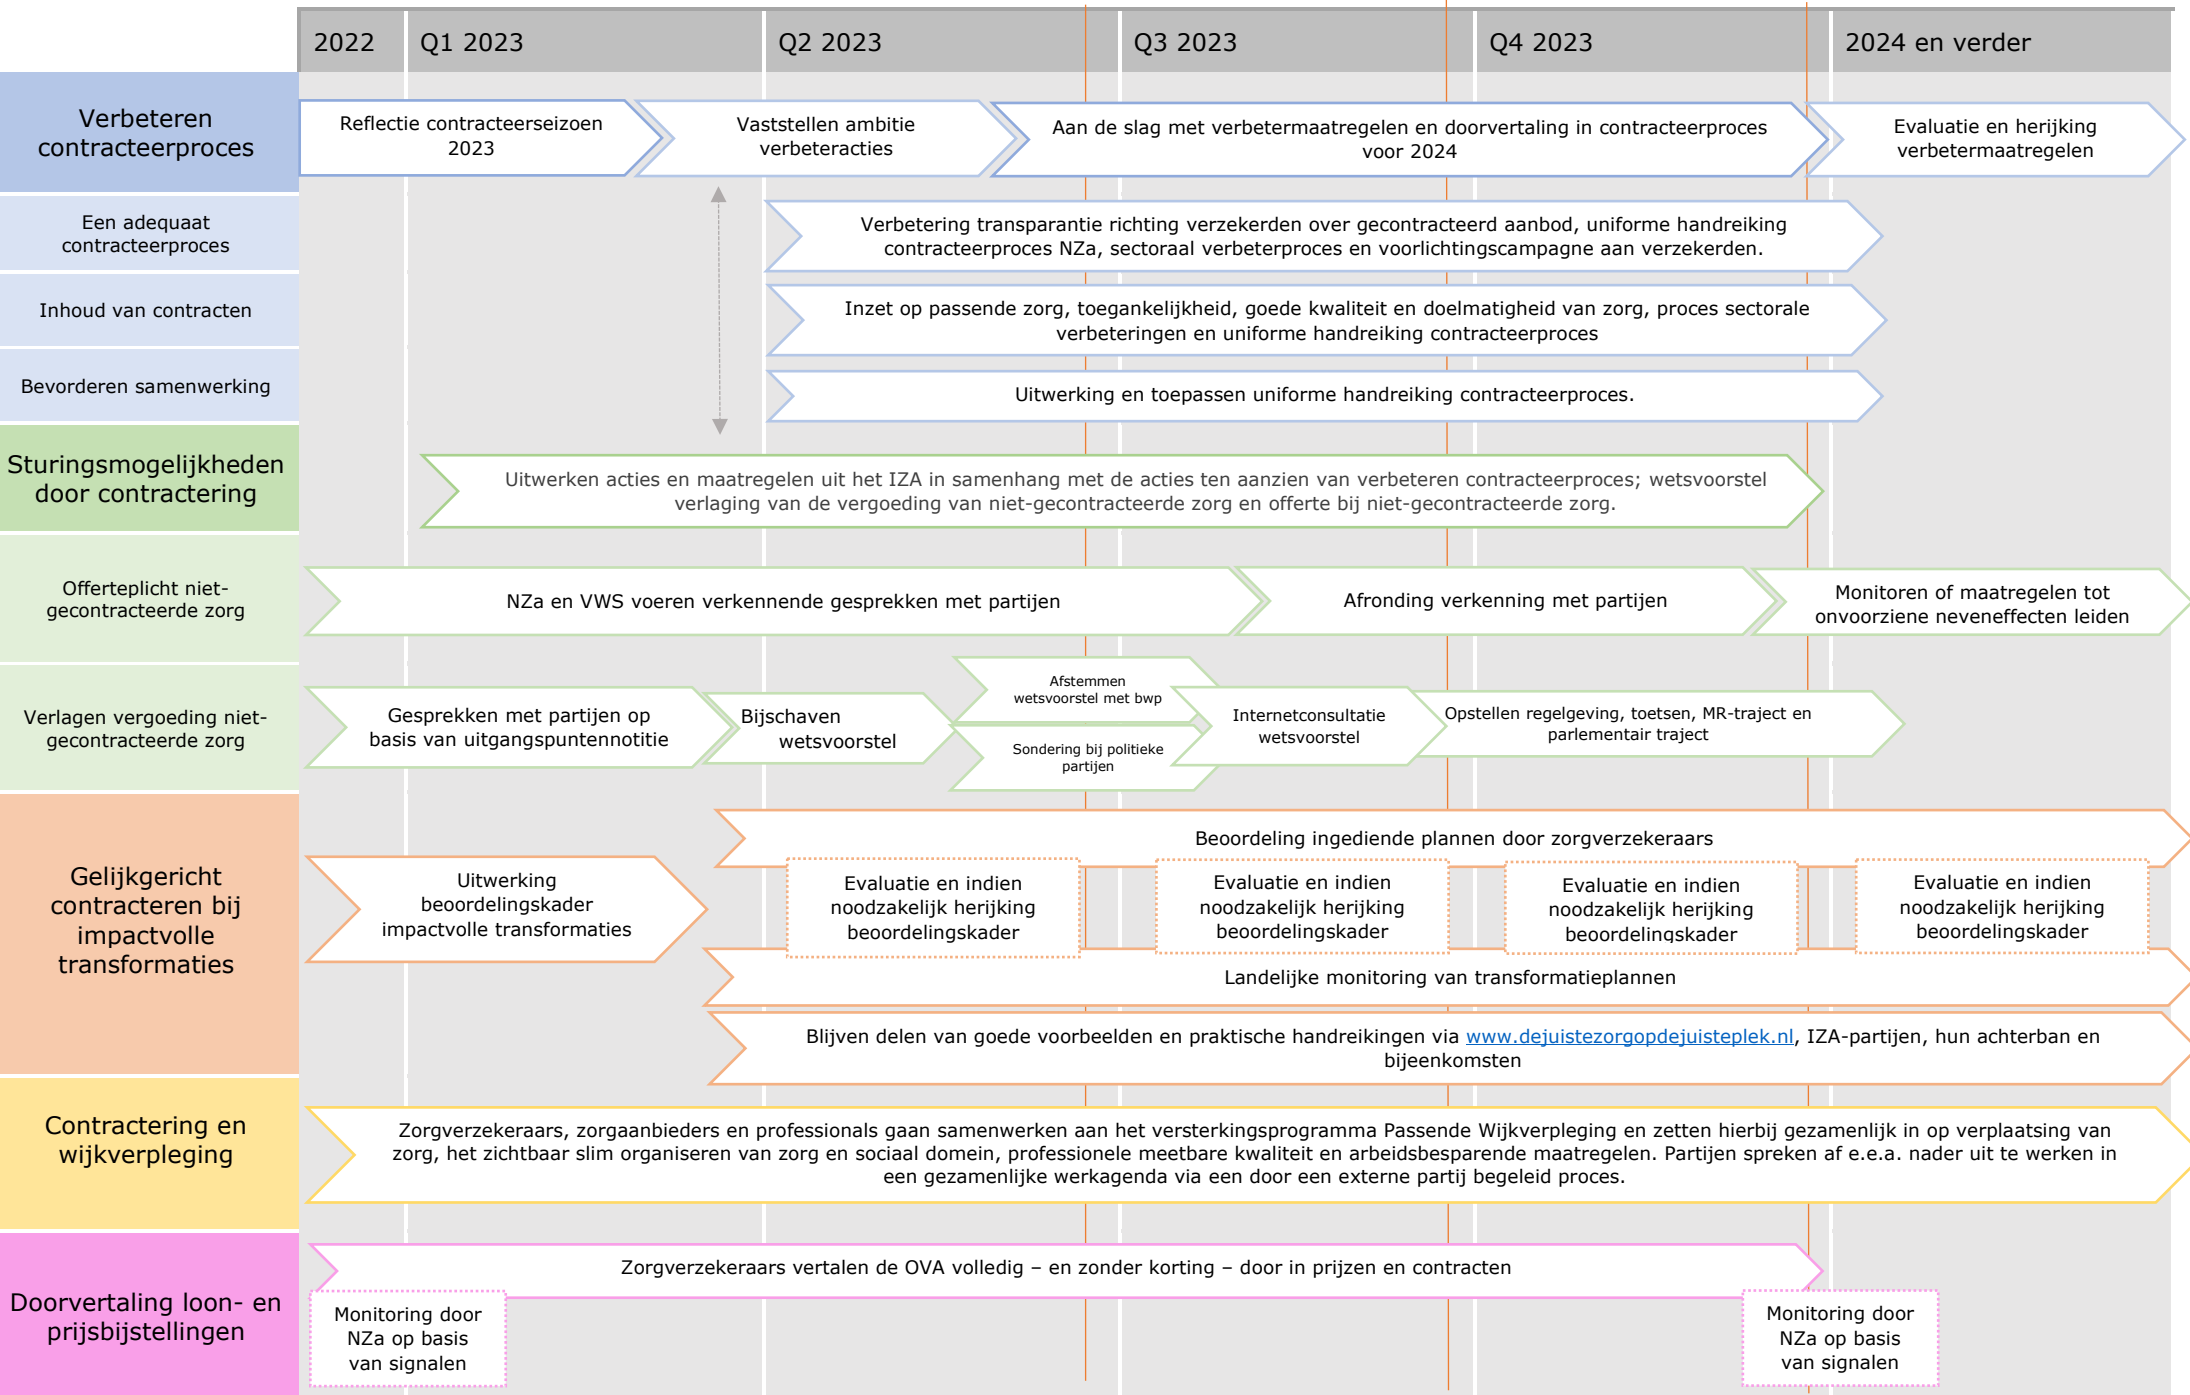 2022
Q1 2023
Q2 2023
Q3 2023
Q4 2023
2024 en verder
Verbeteren
contracteerproces
Reflectie contracteerseizoen
2023
Vaststellen ambitie
verbeteracties
Aan de slag met verbetermaatregelen en doorvertaling in contracteerproces
voor 2024
Evaluatie en herijking
verbetermaatregelen
Een adequaat
contracteerproces
Verbetering transparantie richting verzekerden over gecontracteerd aanbod, uniforme handreiking
contracteerproces NZa, sectoraal verbeterproces en voorlichtingscampagne aan verzekerden.
Inhoud van contracten
Inzet op passende zorg, toegankelijkheid, goede kwaliteit en doelmatigheid van zorg, proces sectorale
verbeteringen en uniforme handreiking contracteerproces
Bevorderen samenwerking
Uitwerking en toepassen uniforme handreiking contracteerproces.
Sturingsmogelijkheden
door contractering
Uitwerken acties en maatregelen uit het IZA in samenhang met de acties ten aanzien van verbeteren contracteerproces; wetsvoorstel
verlaging van de vergoeding van niet-gecontracteerde zorg en offerte bij niet-gecontracteerde zorg.
Offerteplicht niet-
gecontracteerde zorg
NZa en VWS voeren verkennende gesprekken met partijen
Afronding verkenning met partijen
Monitoren of maatregelen tot
onvoorziene neveneffecten leiden
Verlagen vergoeding niet-
gecontracteerde zorg
Gesprekken met partijen op
basis van uitgangspuntennotitie
Bijschaven
wetsvoorstel
Afstemmen
wetsvoorstel met bwp
Sondering bij politieke
partijen
Internetconsultatie
wetsvoorstel
Opstellen regelgeving, toetsen, MR-traject en
parlementair traject
Gelijkgericht
contracteren bij
impactvolle
transformaties
Beoordeling ingediende plannen door zorgverzekeraars
Uitwerking
beoordelingskader
impactvolle transformaties
Evaluatie en indien
noodzakelijk herijking
beoordelingskader
Evaluatie en indien
noodzakelijk herijking
beoordelingskader
Evaluatie en indien
noodzakelijk herijking
beoordelingskader
Evaluatie en indien
noodzakelijk herijking
beoordelingskader
Landelijke monitoring van transformatieplannen
Blijven delen van goede voorbeelden en praktische handreikingen via www.dejuistezorgopdejuisteplek.nl, IZA-partijen, hun achterban en
bijeenkomsten
Contractering en
wijkverpleging
Zorgverzekeraars, zorgaanbieders en professionals gaan samenwerken aan het versterkingsprogramma Passende Wijkverpleging en zetten hierbij gezamenlijk in op verplaatsing van
zorg, het zichtbaar slim organiseren van zorg en sociaal domein, professionele meetbare kwaliteit en arbeidsbesparende maatregelen. Partijen spreken af e.e.a. nader uit te werken in
een gezamenlijke werkagenda via een door een externe partij begeleid proces.
Doorvertaling loon- en
prijsbijstellingen
Zorgverzekeraars vertalen de OVA volledig – en zonder korting – door in prijzen en contracten
Monitoring door
NZa op basis
van signalen
Monitoring door
NZa op basis
van signalen